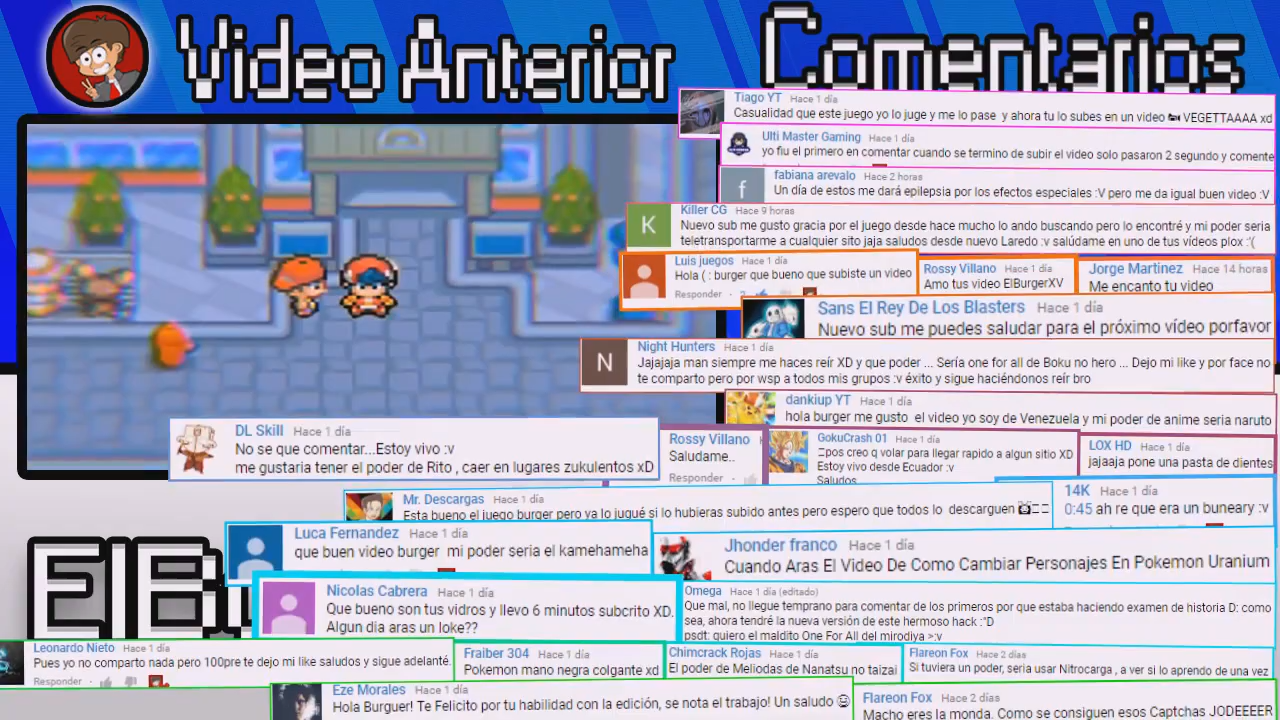 Video Anterior
Comentarios
Tiago YT Hace 1 día
Casualidad que este juego yo lo juge y me lo pase y ahora tu lo subes en un video VEGETTAAAA xd
Ulti Master Gaming Hace 1 día
yo fiu el primero en comentar cuando se termino de subir el video solo pasaron 2 segundo y comente
f
fabiana arevalo Hace 2 horas
Un día de estos me dará epilepsia por los efectos especiales :V pero me da igual buen video :V
K
Killer CG Hace 9 horas
Nuevo sub me gusto gracia por el juego desde hace mucho lo ando buscando pero lo encontré y mi poder seria
teletransportarme a cualquier sito jaja saludos desde nuevo Laredo :v salúdame en uno de tus vídeos plox :'(
Luis juegos Hace 1 día
Hola ( : burger que bueno que subiste un video
Responder
Rossy Villano Hace 1 día
Amo tus video ElBurgerXV
Jorge Martinez Hace 14 horas
Me encanto tu video
Sans El Rey De Los Blasters Hace 1 día
Nuevo sub me puedes saludar para el próximo vídeo porfavor
N
Night Hunters Hace 1 día
Jajajaja man siempre me haces reír XD y que poder ... Sería one for all de Boku no hero ... Dejo mi like y por face no
te comparto pero por wsp a todos mis grupos :v éxito y sigue haciéndonos reír bro
dankiup YT Hace 1 día
hola burger me gusto el video yo soy de Venezuela y mi poder de anime seria naruto
DL Skill Hace 1 día
No se que comentar...Estoy vivo :v
me gustaria tener el poder de Rito , caer en lugares zukulentos xD
Rossy Villano
Saludame..
Responder
GokuCrash 01 Hace 1 día
pos creo q volar para llegar rapido a algun sitio XD
Estoy vivo desde Ecuador :v
Saludos
LOX HD Hace 1 día
jajaaja pone una pasta de dientes
Mr. Descargas Hace 1 día
Esta bueno el juego burger pero ya lo jugué si lo hubieras subido antes pero espero que todos lo descarguen
14K Hace 1 día
0:45 ah re que era un buneary :v
Luca Fernandez Hace 1 día
que buen video burger mi poder seria el kamehameha
Jhonder franco Hace 1 día
Cuando Aras El Video De Como Cambiar Personajes En Pokemon Uranium
ElBu
Nicolas Cabrera Hace 1 día
Que bueno son tus vidros y llevo 6 minutos subcrito XD.
Algun dia aras un loke??
Omega Hace 1 día (editado)
Que mal, no llegue temprano para comentar de los primeros por que estaba haciendo examen de historia D: como
sea, ahora tendré la nueva versión de este hermoso hack :"D
psdt: quiero el maldito One For All del mirodiya >:v
Leonardo Nieto Hace 1 día
Pues yo no comparto nada pero 100pre te dejo mi like saludos y sigue adelanté.
Responder
Fraiber 304 Hace 1 día
Pokemon mano negra colgante xd
Chimcrack Rojas Hace 1 día
El poder de Meliodas de Nanatsu no taizai
Flareon Fox Hace 2 días
Si tuviera un poder, seria usar Nitrocarga , a ver si lo aprendo de una vez
Eze Morales Hace 1 día
Hola Burguer! Te Felicito por tu habilidad con la edición, se nota el trabajo! Un saludo 😉
Flareon Fox Hace 2 días
Macho eres la monda. Como se consiguen esos Captchas JODEEEER